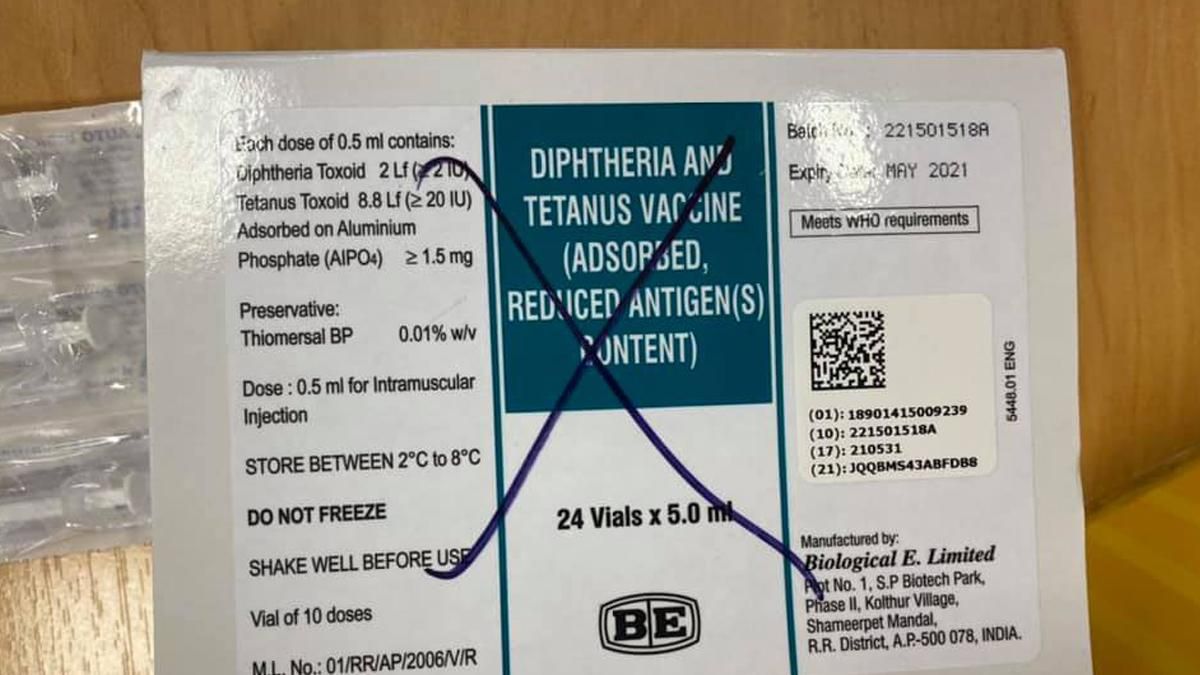 Each dose of 0.5 ml contains:
Diphtheria Toxoid 2 Lf (≥ 2 IU)
Tetanus Toxoid 8.8 Lf (≥ 20 IU)
Adsorbed on Aluminium
Phosphate (AlPO4) ≥ 1.5 mg
Preservative:
Thiomersal BP 0.01% w/v
Dose : 0.5 ml for Intramuscular
Injection
STORE BETWEEN 2°C to 8°C
DO NOT FREEZE
SHAKE WELL BEFORE USE
Vial of 10 doses
M.L. No.: 01/RR/AP/2006/V/R
DIPHTHERIA AND
TETANUS VACCINE
(ADSORBED,
REDUCED ANTIGEN(S)
CONTENT)
24 Vials x 5.0 ml
BE
Batch No. : 221501518A
Expiry Date: MAY 2021
Meets WHO requirements
(01): 18901415009239
(10): 221501518A
(17): 210531
(21): JQQBMS43ABFDB8
5448.01 ENG
Manufactured by:
Biological E. Limited
Plot No. 1, S.P Biotech Park,
Phase II, Kolthur Village,
Shameerpet Mandal,
R.R. District, A.P.-500 078, INDIA.